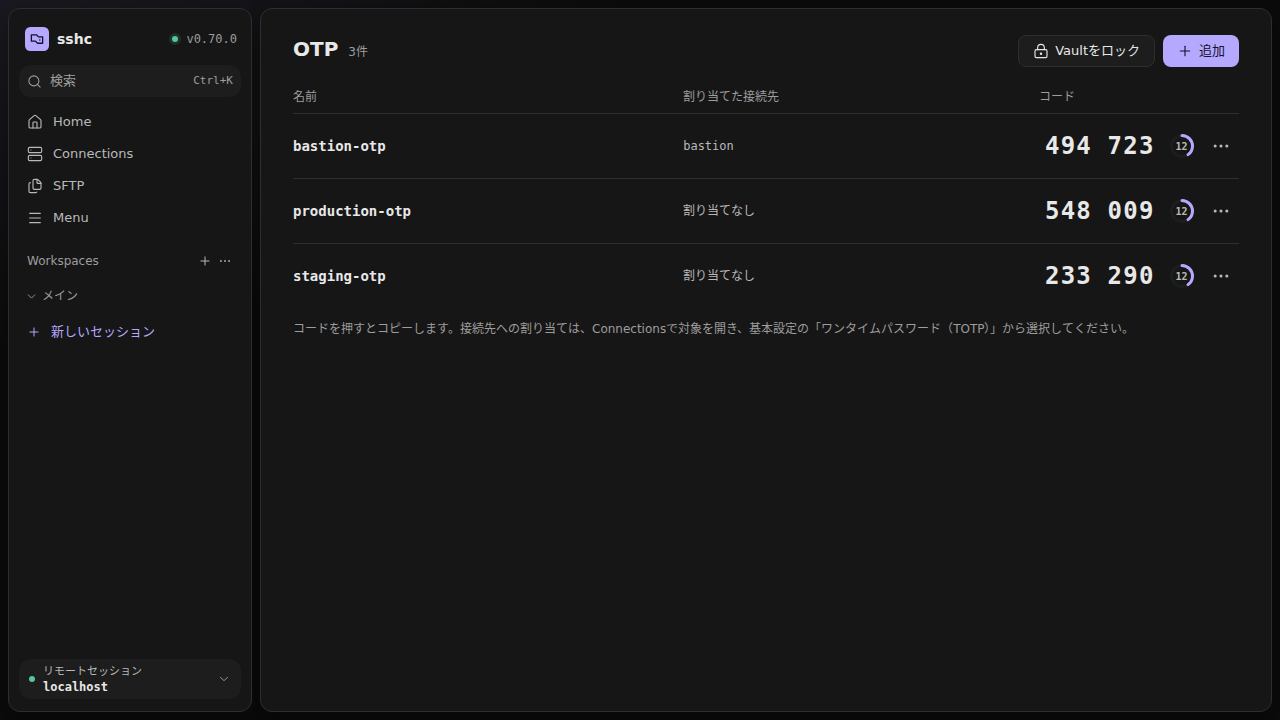 sshc
v0.70.0
検索
Ctrl+K
Home
Connections
SFTP
Menu
Workspaces
メイン
新しいセッション
リモートセッション
localhost
OTP 3件
Vaultをロック
追加
名前 割り当てた接続先 コード
bastion-otp bastion 494 723 12
production-otp 割り当てなし 548 009 12
staging-otp 割り当てなし 233 290 12
コードを押すとコピーします。接続先への割り当ては、Connectionsで対象を開き、基本設定の「ワンタイムパスワード（TOTP）」から選択してください。